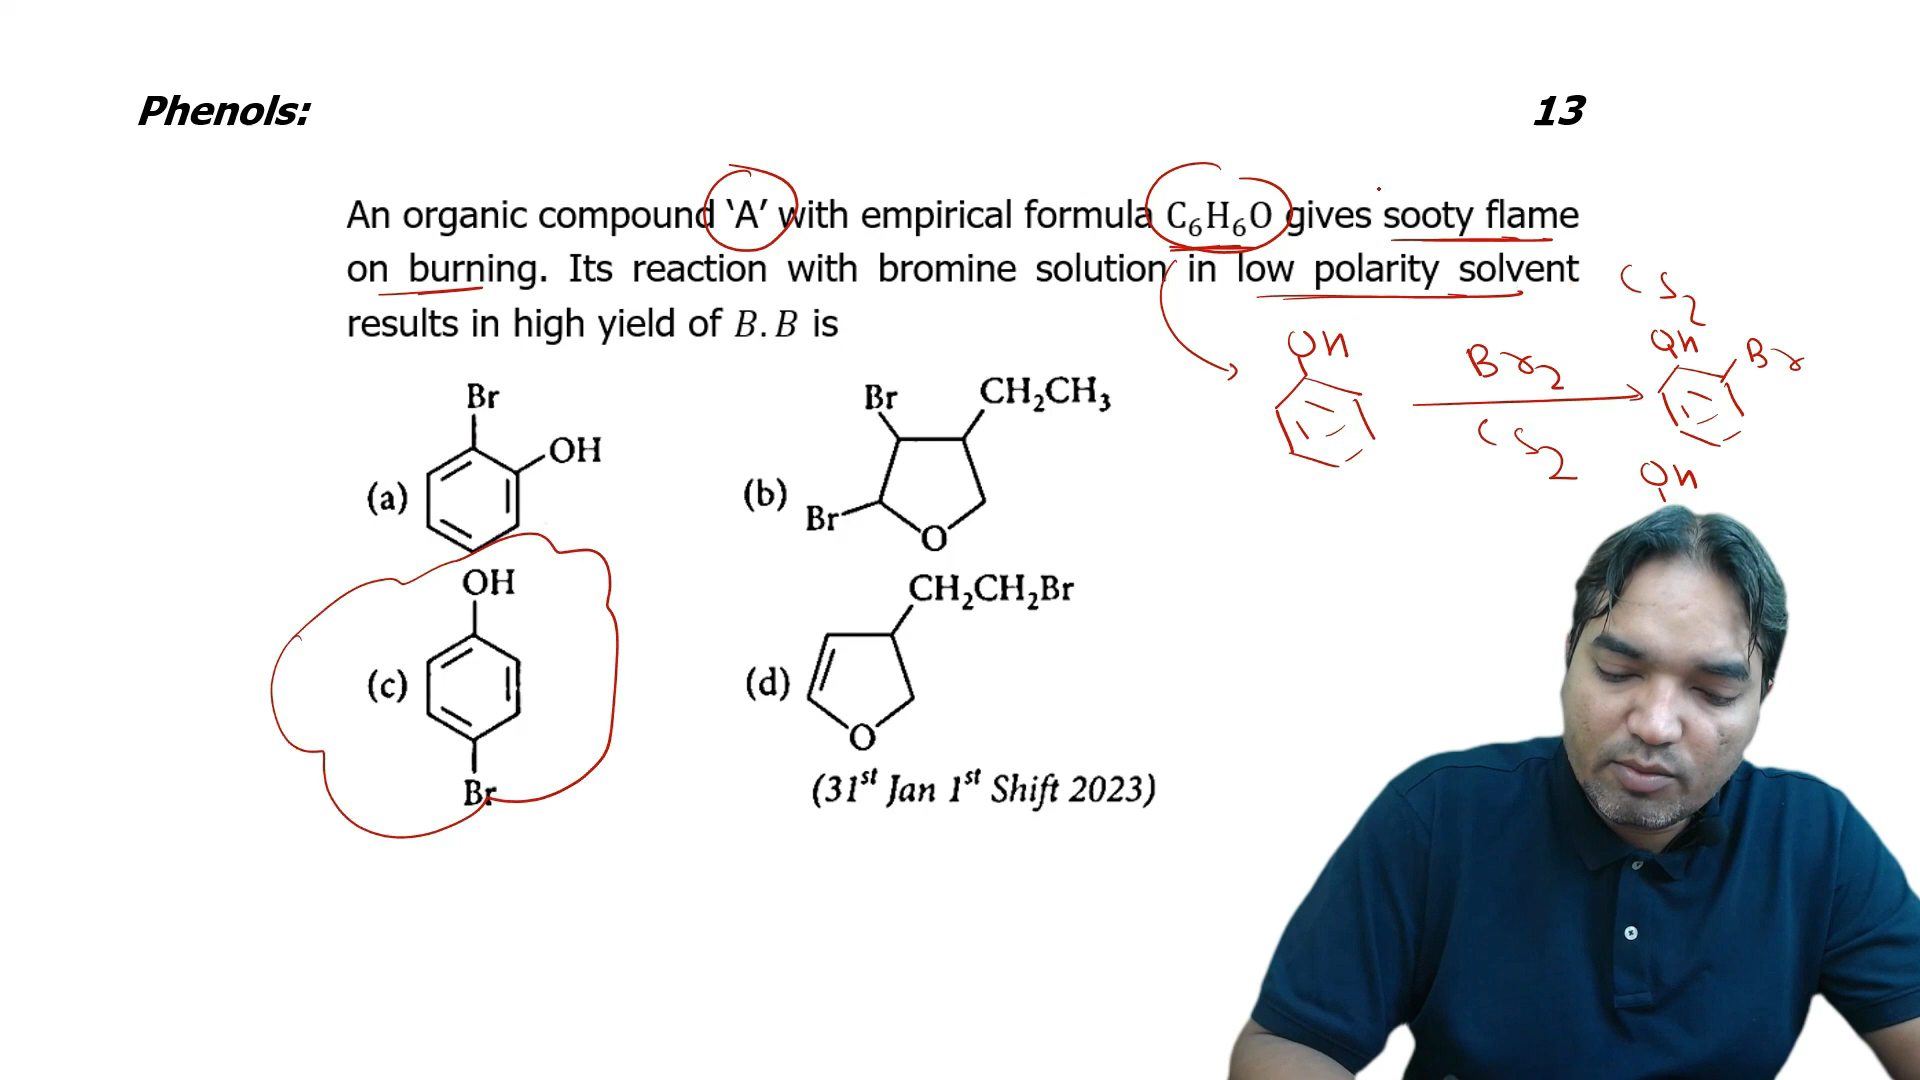 Phenols: 13
An organic compound ‘A’ with empirical formula C₆H₆O gives sooty flame
on burning. Its reaction with bromine solution in low polarity solvent
results in high yield of B. B is
(a) Br OH
(b) Br CH₂CH₃ Br O
(c) OH Br
(d) CH₂CH₂Br O
(31st Jan 1st Shift 2023)
CS₂
OH Br₂ OH Br
CS₂
OH